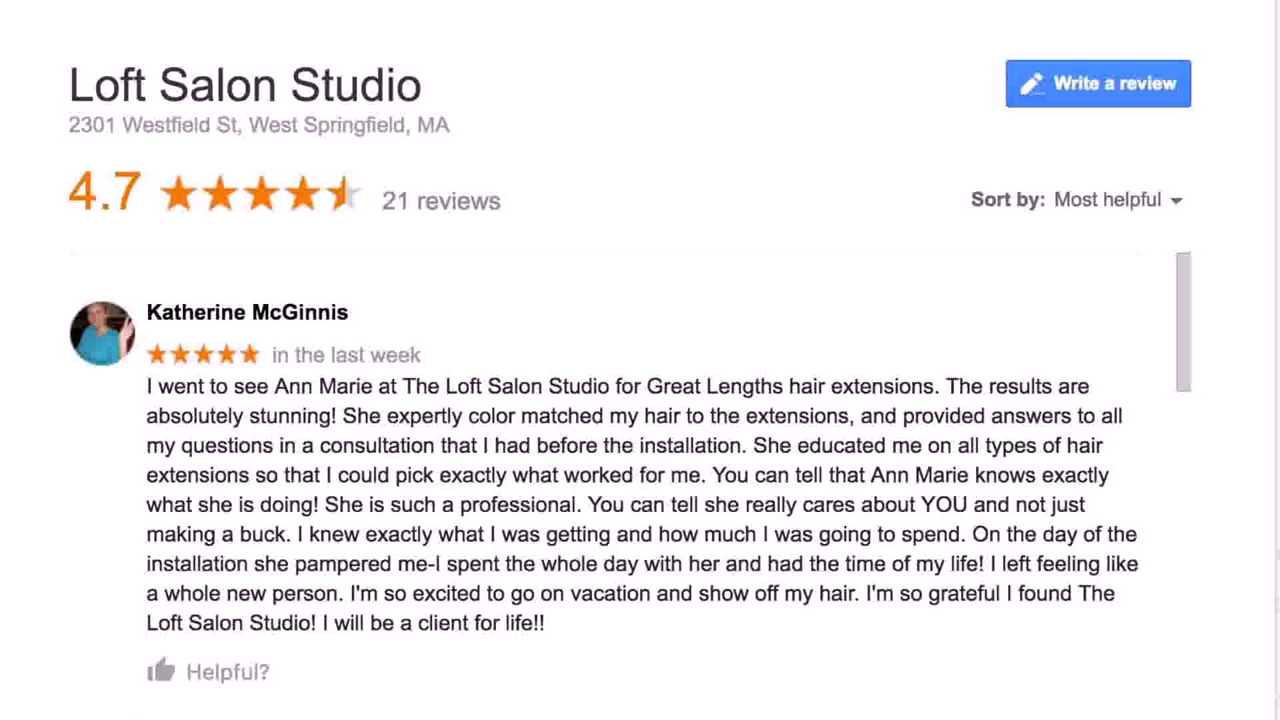 Loft Salon Studio
Write a review
2301 Westfield St, West Springfield, MA
4.7
21 reviews
Sort by: Most helpful
Katherine McGinnis
in the last week
I went to see Ann Marie at The Loft Salon Studio for Great Lengths hair extensions. The results are
absolutely stunning! She expertly color matched my hair to the extensions, and provided answers to all
my questions in a consultation that I had before the installation. She educated me on all types of hair
extensions so that I could pick exactly what worked for me. You can tell that Ann Marie knows exactly
what she is doing! She is such a professional. You can tell she really cares about YOU and not just
making a buck. I knew exactly what I was getting and how much I was going to spend. On the day of the
installation she pampered me-I spent the whole day with her and had the time of my life! I left feeling like
a whole new person. I'm so excited to go on vacation and show off my hair. I'm so grateful I found The
Loft Salon Studio! I will be a client for life!!
Helpful?